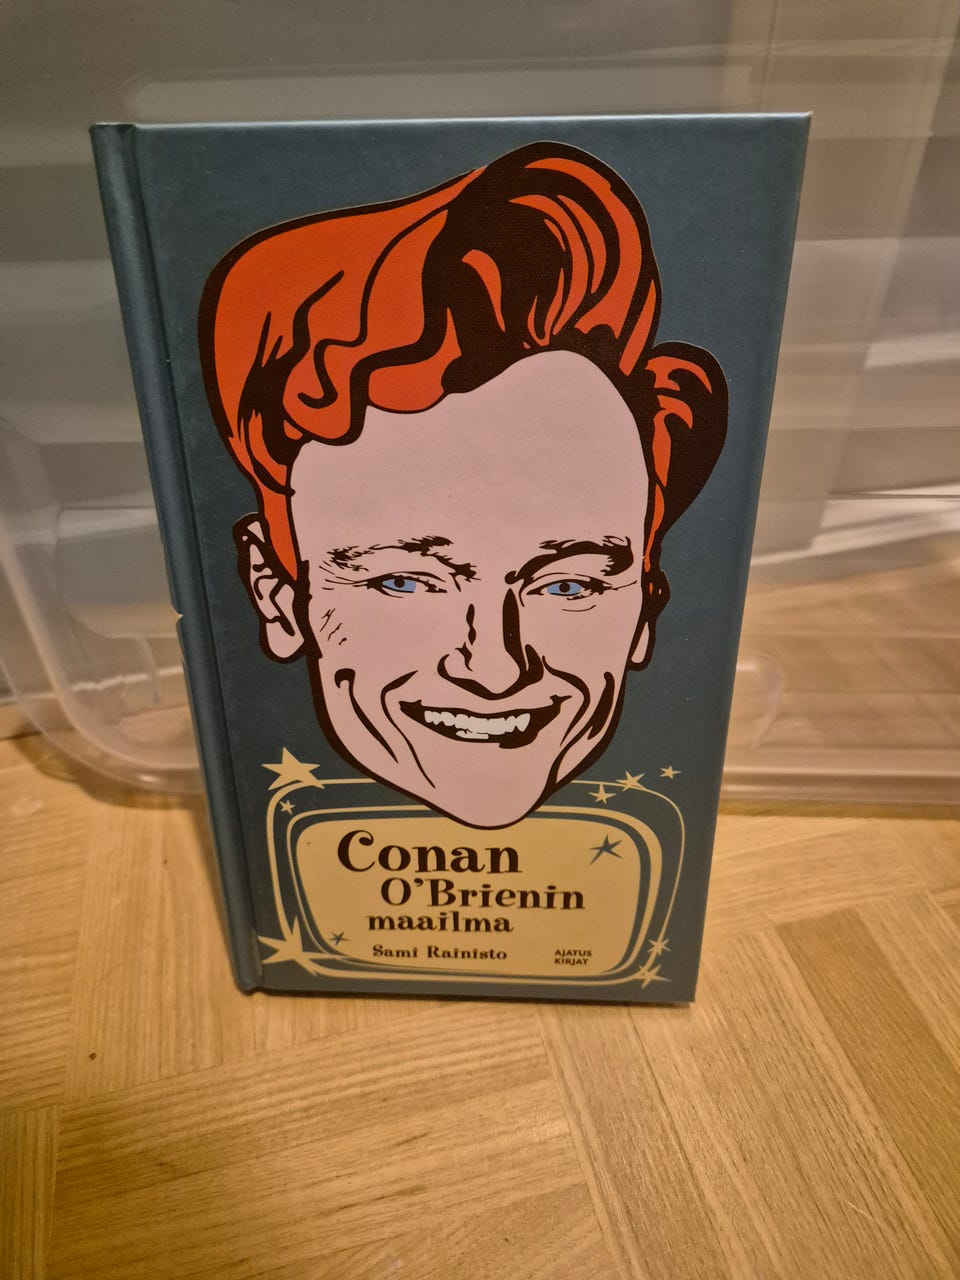 Conan
O'Brienin
maailma
Sami Rainisto
AJATUS
KIRJAT